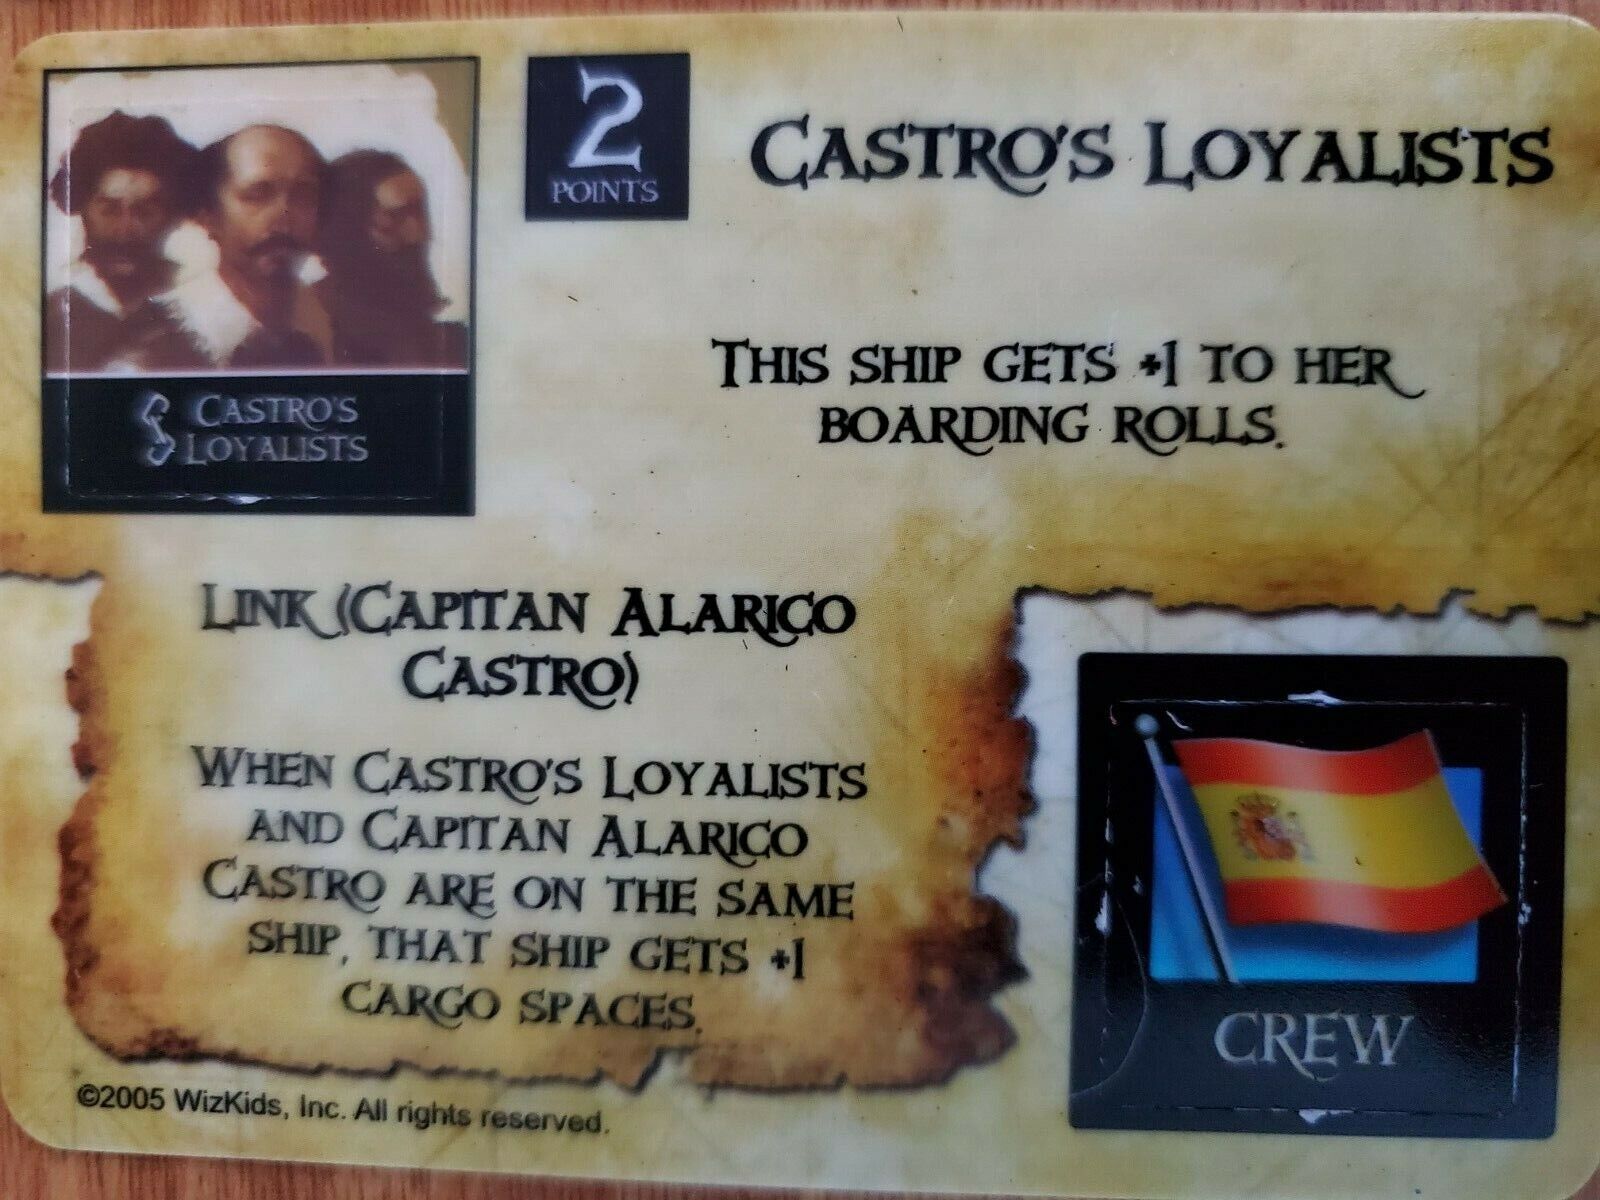 2
POINTS
CASTRO'S LOYALISTS
CASTRO'S
LOYALISTS
THIS SHIP GETS +1 TO HER
BOARDING ROLLS.
LINK (CAPITAN ALARICO
CASTRO)
WHEN CASTRO'S LOYALISTS
AND CAPITAN ALARICO
CASTRO ARE ON THE SAME
SHIP, THAT SHIP GETS +1
CARGO SPACES.
CREW
©2005 WizKids, Inc. All rights reserved.